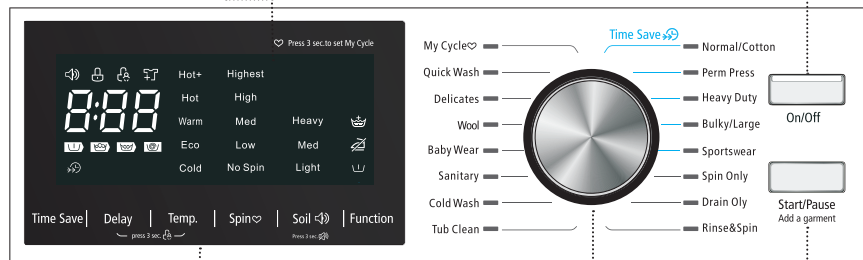 ♡ Press 3 sec.to set My Cycle
Hot+ Highest
8:88 Hot High
Warm Med Heavy
Eco Low Med
Cold No Spin Light
Time Save Delay Temp. Spin♡ Soil Function
press 3 sec.
Press 3 sec.
My Cycle♡
Quick Wash
Delicates
Wool
Baby Wear
Sanitary
Cold Wash
Tub Clean
Time Save
Normal/Cotton
Perm Press
Heavy Duty
Bulky/Large
Sportswear
Spin Only
Drain Oly
Rinse&Spin
On/Off
Start/Pause
Add a garment